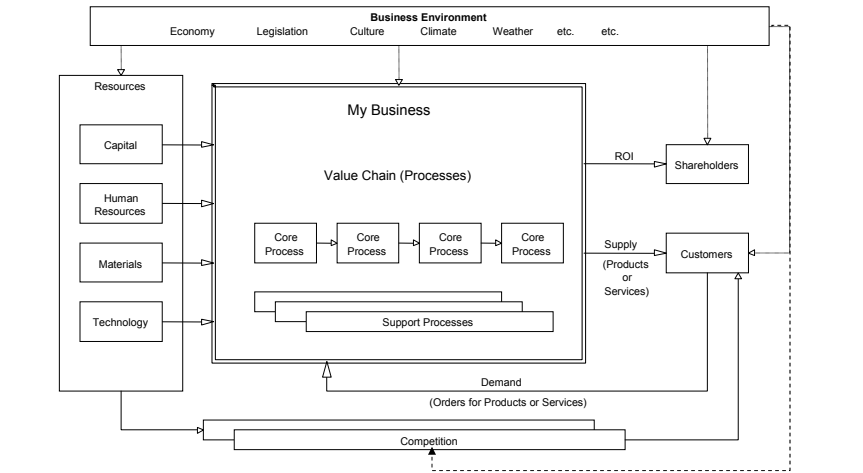 Business Environment
Economy Legislation Culture Climate Weather etc. etc.
Resources
Capital
Human
Resources
Materials
Technology
My Business
Value Chain (Processes)
Core
Process
Core
Process
Core
Process
Core
Process
Support Processes
ROI
Shareholders
Supply
(Products
or
Services)
Customers
Demand
(Orders for Products or Services)
Competition